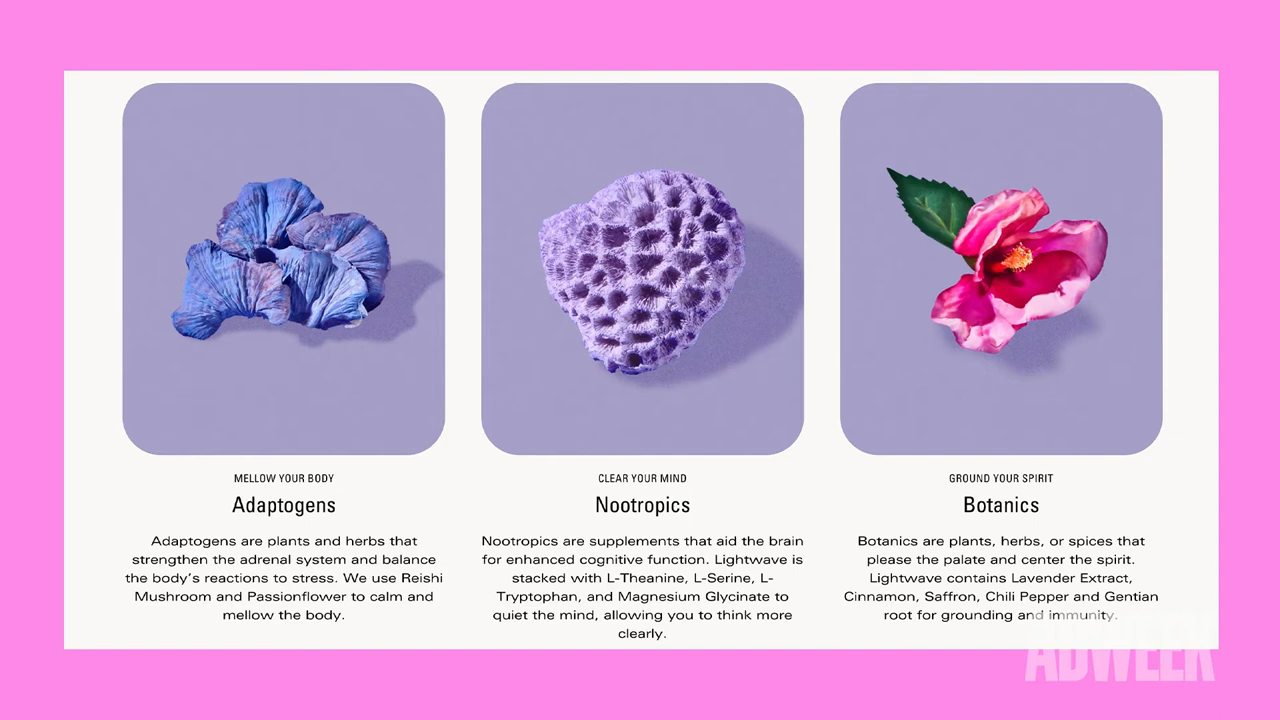 MELLOW YOUR BODY
Adaptogens
Adaptogens are plants and herbs that
strengthen the adrenal system and balance
the body's reactions to stress. We use Reishi
Mushroom and Passionflower to calm and
mellow the body.
CLEAR YOUR MIND
Nootropics
Nootropics are supplements that aid the brain
for enhanced cognitive function. Lightwave is
stacked with L-Theanine, L-Serine, L-
Tryptophan, and Magnesium Glycinate to
quiet the mind, allowing you to think more
clearly.
GROUND YOUR SPIRIT
Botanics
Botanics are plants, herbs, or spices that
please the palate and center the spirit.
Lightwave contains Lavender Extract,
Cinnamon, Saffron, Chili Pepper and Gentian
root for grounding and immunity.
ADWEEK